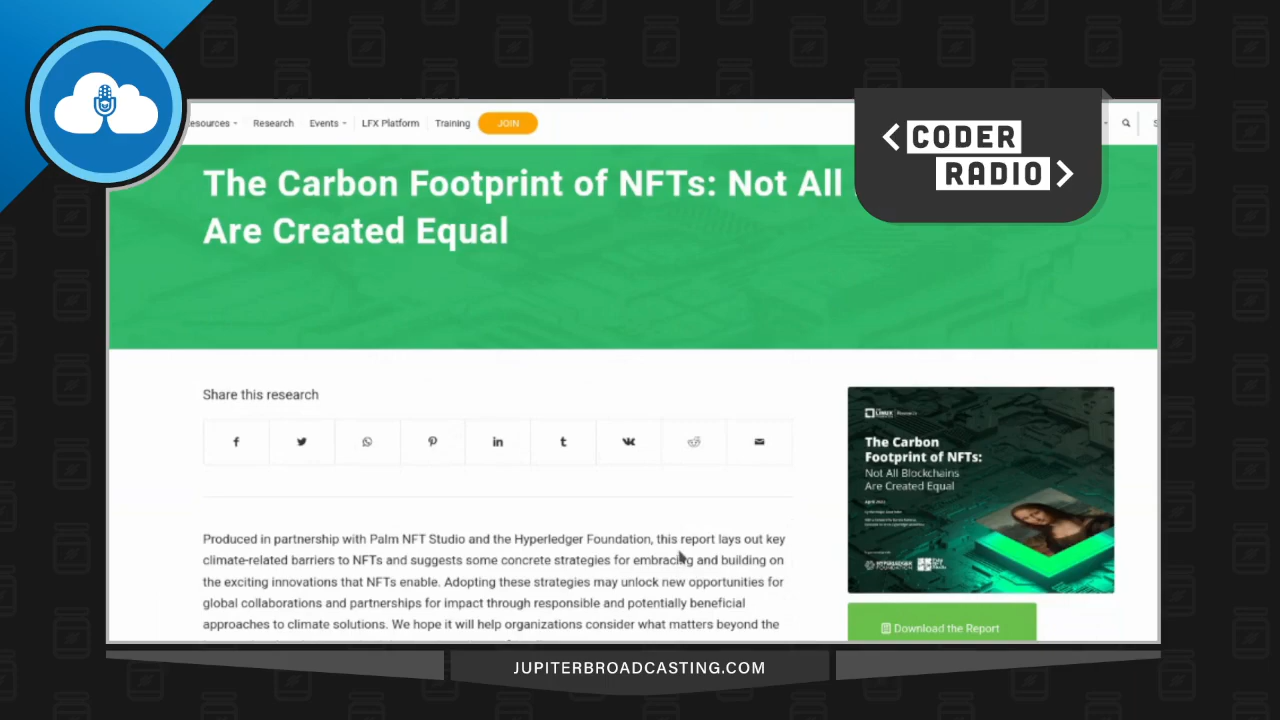 esources
Research
Events
LFX Platform
Training
JOIN
CODER
RADIO
The Carbon Footprint of NFTs: Not All
Are Created Equal
Share this research
Produced in partnership with Palm NFT Studio and the Hyperledger Foundation, this report lays out key
climate-related barriers to NFTs and suggests some concrete strategies for embracing and building on
the exciting innovations that NFTs enable. Adopting these strategies may unlock new opportunities for
global collaborations and partnerships for impact through responsible and potentially beneficial
approaches to climate solutions. We hope it will help organizations consider what matters beyond the
LINUX Research
The Carbon
Footprint of NFTs:
Not All Blockchains
Are Created Equal
HYPERLEDGER
FOUNDATION
Download the Report
JUPITERBROADCASTING.COM